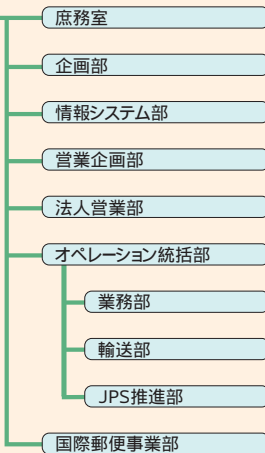 庶務室
企画部
情報システム部
営業企画部
法人営業部
オペレーション統括部
業務部
輸送部
JPS推進部
国際郵便事業部